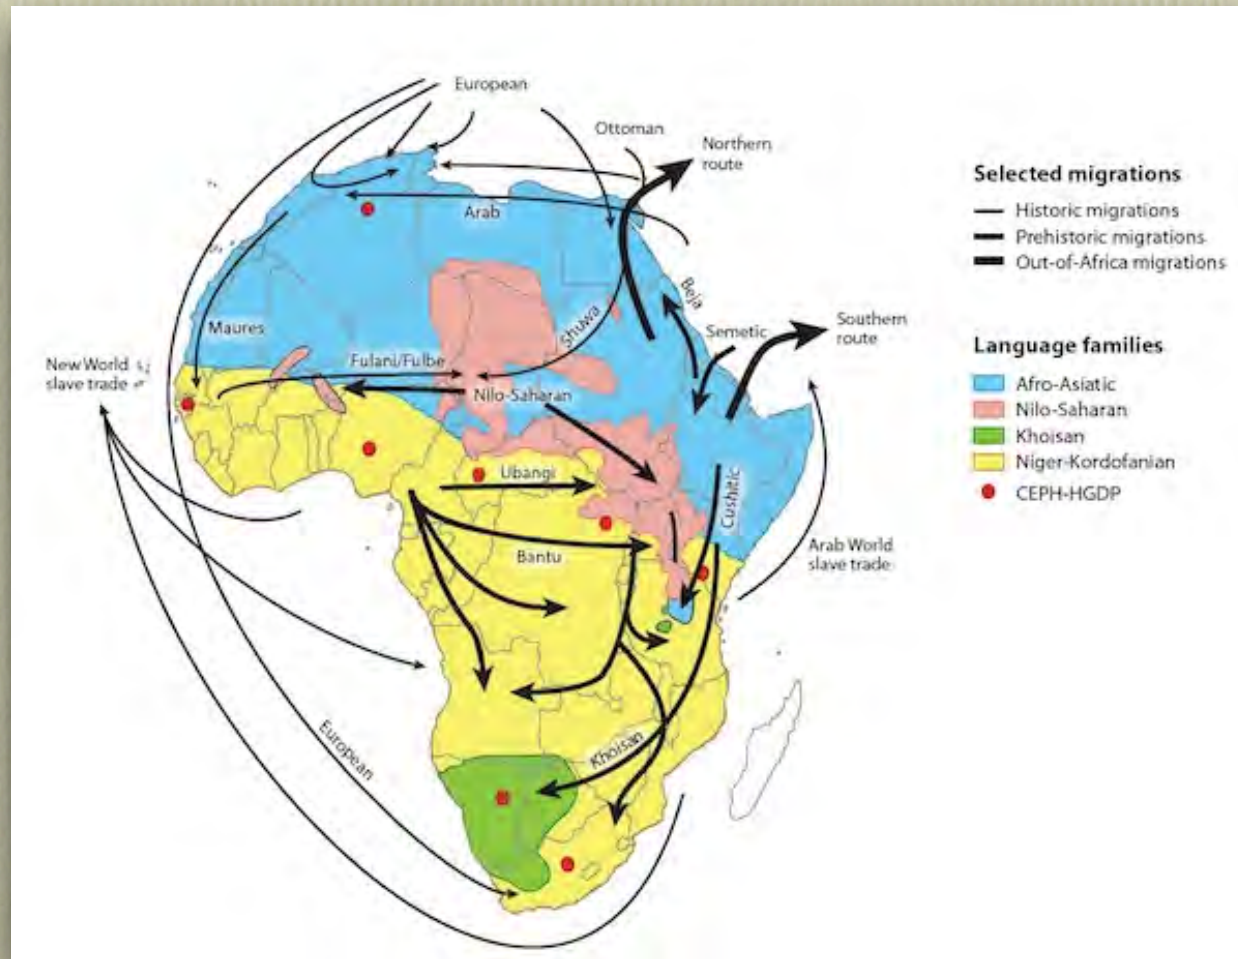 European
Ottoman
Northern
route
Arab
Beja
Semetic
Southern
route
Shuwa
Maures
Fulani/Fulbe
New World
slave trade
Nilo-Saharan
Ubangi
Cushitic
Bantu
Arab World
slave trade
European
Khoisan
Selected migrations
Historic migrations
Prehistoric migrations
Out-of-Africa migrations
Language families
Afro-Asiatic
Nilo-Saharan
Khoisan
Niger-Kordofanian
CEPH-HGDP